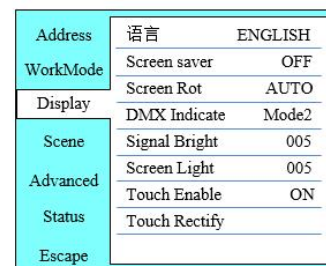 Address
WorkMode
Display
Scene
Advanced
Status
Escape
语言 ENGLISH
Screen saver OFF
Screen Rot AUTO
DMX Indicate Mode2
Signal Bright 005
Screen Light 005
Touch Enable ON
Touch Rectify